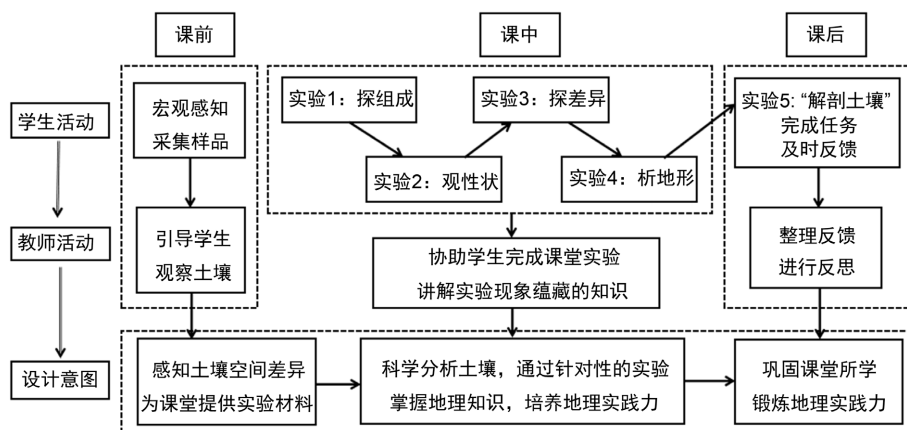 课前
课中
课后
学生活动
宏观感知
采集样品
实验1：探组成
实验3：探差异
实验2：观性状
实验4：析地形
实验5: “解剖土壤”
完成任务
及时反馈
教师活动
引导学生
观察土壤
协助学生完成课堂实验
讲解实验现象蕴藏的知识
整理反馈
进行反思
设计意图
感知土壤空间差异
为课堂提供实验材料
科学分析土壤，通过针对性的实验
掌握地理知识，培养地理实践力
巩固课堂所学
锻炼地理实践力